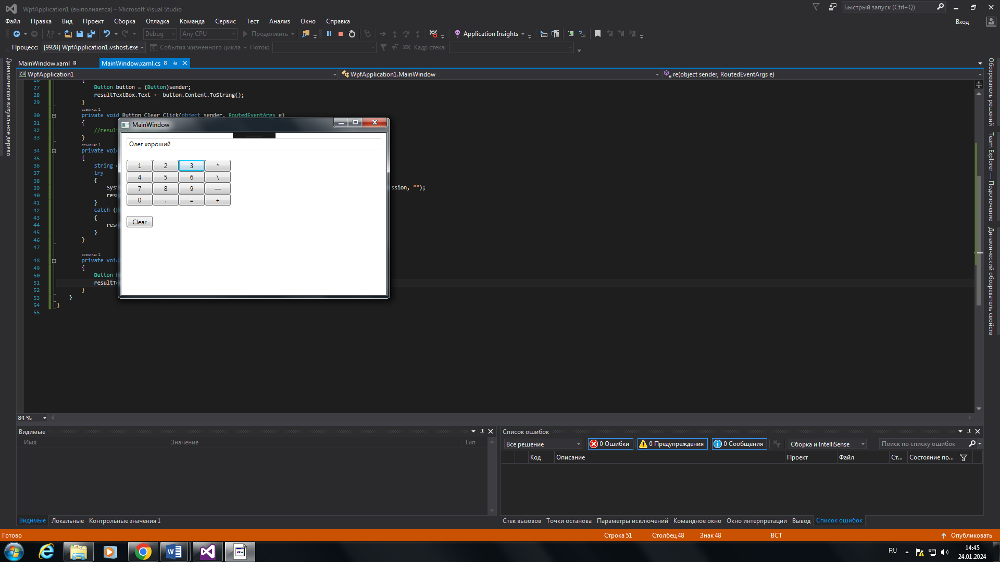 WpfApplication1 (выполняется) - Microsoft Visual Studio
Быстрый запуск (Ctrl+Q)
Файл Правка Вид Проект Сборка Отладка Команда Сервис Тест Анализ Окно Справка
Вход
Debug Any CPU Продолжить Application Insights
Процесс: [9928] WpfApplication1.vshost.exe События жизненного цикла Поток: Кадр стека:
MainWindow.xaml MainWindow.xaml.cs
WpfApplication1 WpfApplication1.MainWindow re(object sender, RoutedEventArgs e)
Динамическое визуальное дерево
Обозреватель решений
Team Explorer — Подключение
Динамический обозреватель свойств
26 {
27 Button button = (Button)sender;
28 resultTextBox.Text += button.Content.ToString();
29 }
ссылка: 1
30 private void Button_Clear_Click(object sender, RoutedEventArgs e)
31 {
32 //resul
33 }
ссылка: 1
34 private void
35 {
36 string
37 try
38 {
39 Syst ssion, "");
40 resu
41 }
42 catch (
43 {
44 resu
45 }
46 }
47
ссылка: 1
48 private void
49 {
50 Button
51 resultTe
52 }
53 }
54 }
55
MainWindow
Олег хороший
1 2 3 *
4 5 6 \
7 8 9 —
0 . = +
Clear
84 %
Видимые
Имя Значение Тип
Видимые Локальные Контрольные значения 1
Список ошибок
Все решение 0 Ошибки 0 Предупреждения 0 Сообщения Сборка и IntelliSense Поиск по списку ошибок
Код Описание Проект Файл Ст... Состояние по...
Стек вызовов Точки останова Параметры исключений Командное окно Окно интерпретации Вывод Список ошибок
Готово Строка 51 Столбец 48 Знак 48 ВСТ Опубликовать
RU 14:45
24.01.2024